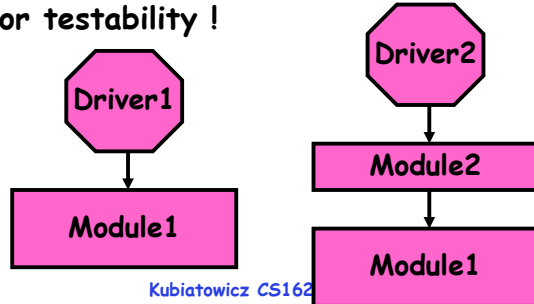 or testability !
Driver1
Module1
Driver2
Module2
Module1
Kubiatowicz CS162